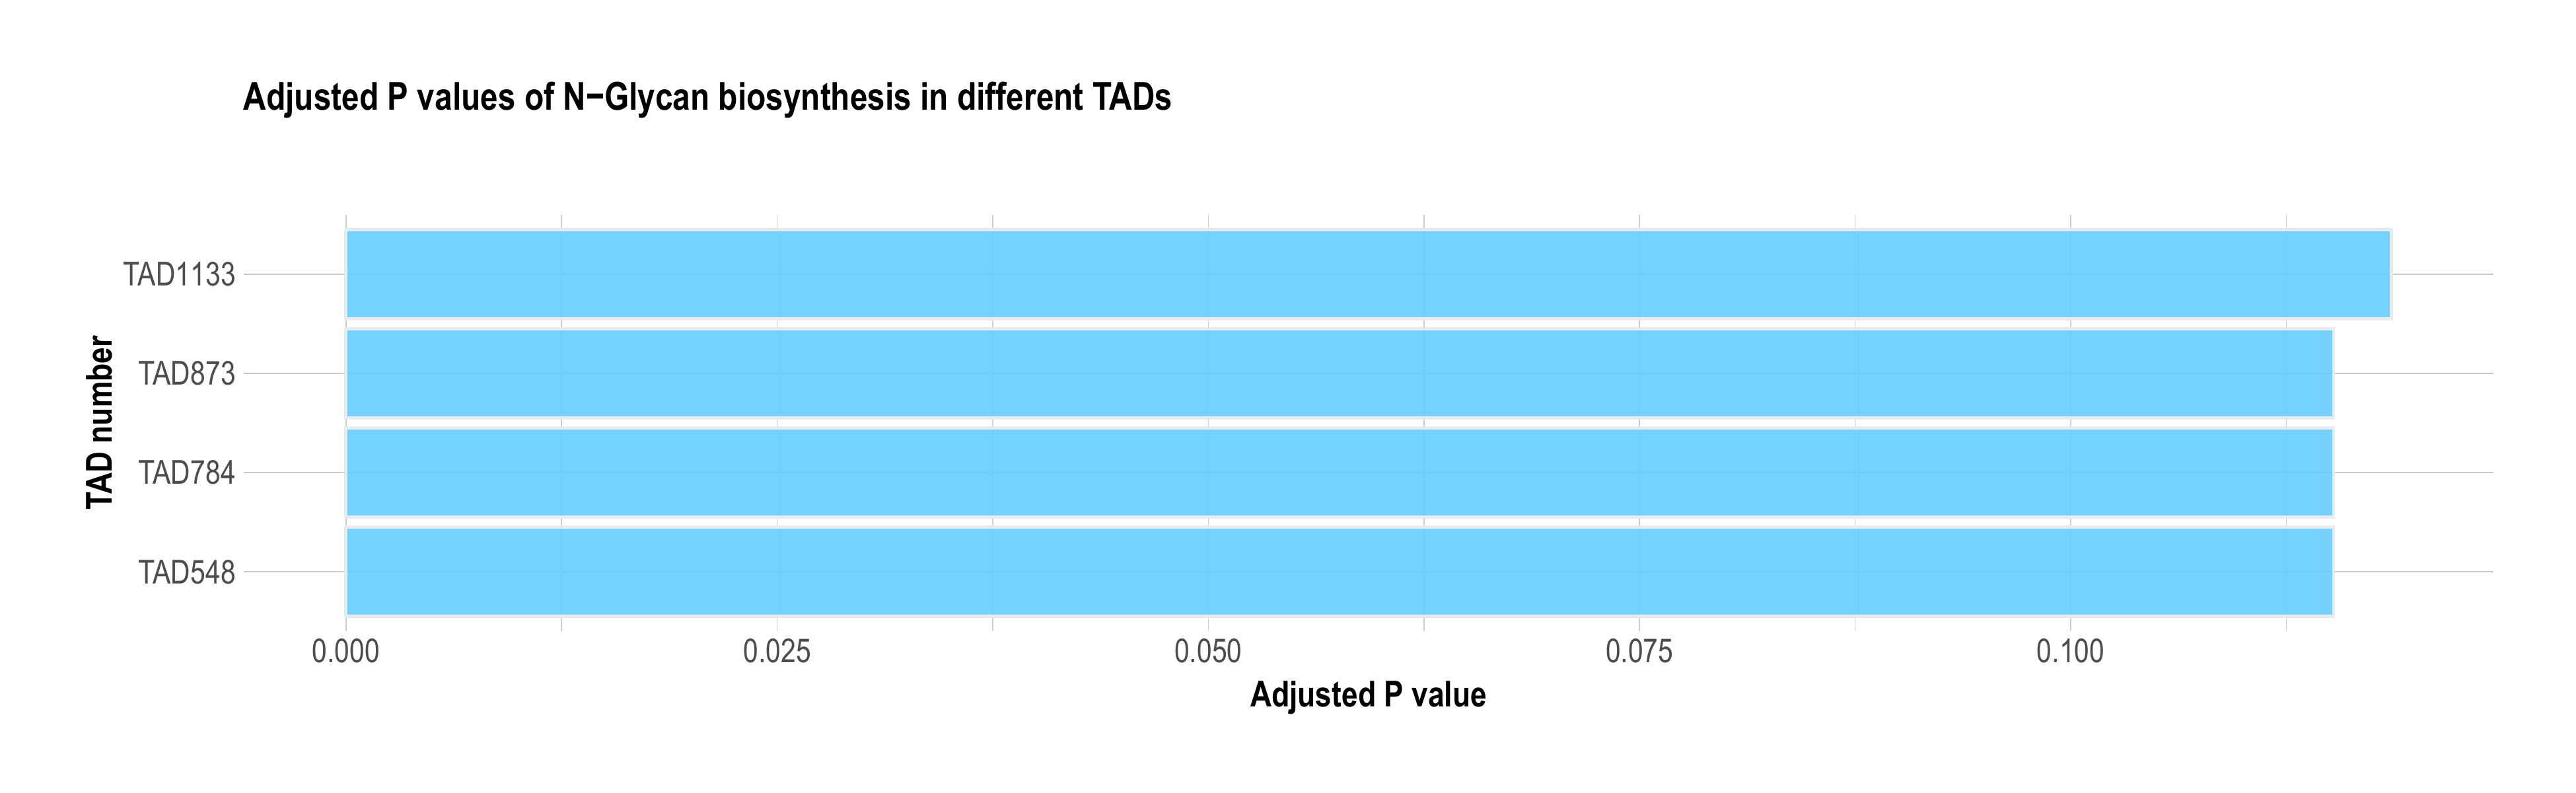 Adjusted P values of N−Glycan biosynthesis in different TADs
TAD number
TAD1133
TAD873
TAD784
TAD548
0.000 0.025 0.050 0.075 0.100
Adjusted P value